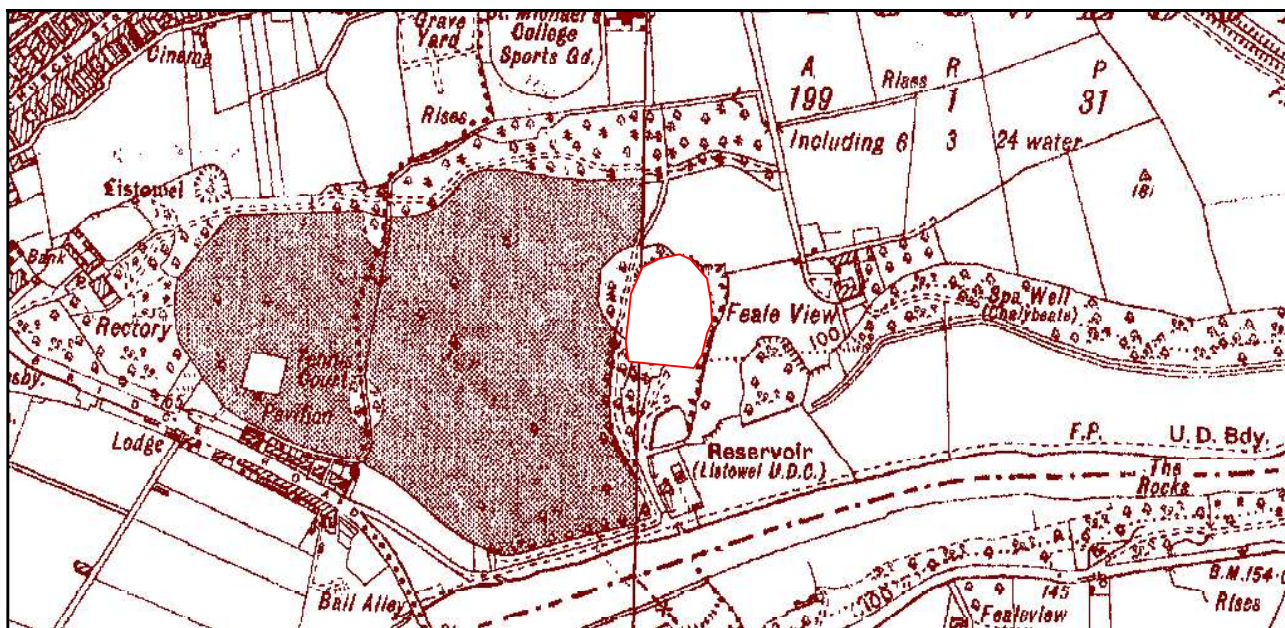 Grave
Yard
St. Michael's
College
Sports Gd.
Cinema
Rises
A R P
199 1 31
Rises
Including 6 3 24 water
181
Listowel
Bank
Rectory
Tennis
Court
Pavilion
Lodge
Feale View
100
Spa Well
(Chalybeate)
Reservoir
(Listowel U.D.C.)
F.P.
U.D. Bdy.
The
Rocks
Ball Alley
100
145
Fealeview
B.M.154
Rises